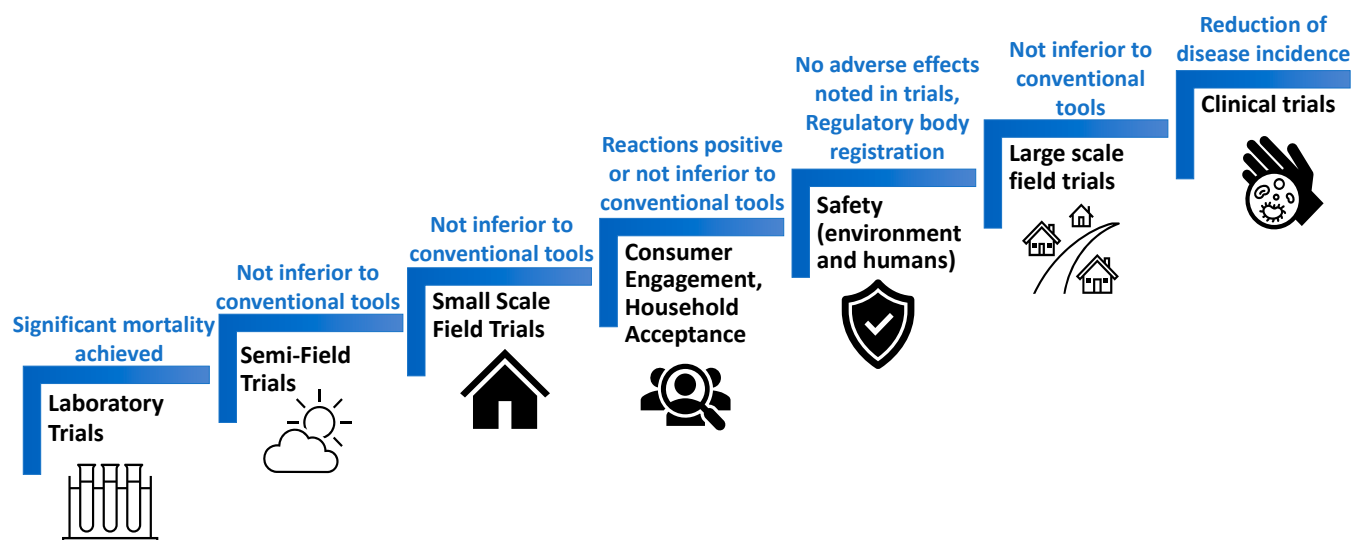 Significant mortality
achieved
Laboratory
Trials
Not inferior to
conventional tools
Semi-Field
Trials
Not inferior to
conventional tools
Small Scale
Field Trials
Reactions positive
or not inferior to
conventional tools
Consumer
Engagement,
Household
Acceptance
No adverse effects
noted in trials,
Regulatory body
registration
Safety
(environment
and humans)
Not inferior to
conventional
tools
Large scale
field trials
Reduction of
disease incidence
Clinical trials